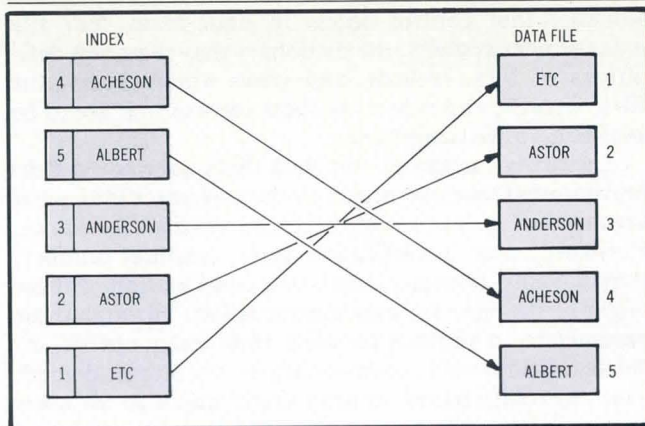 INDEX
DATA FILE
4 ACHESON
5 ALBERT
3 ANDERSON
2 ASTOR
1 ETC
ETC 1
ASTOR 2
ANDERSON 3
ACHESON 4
ALBERT 5